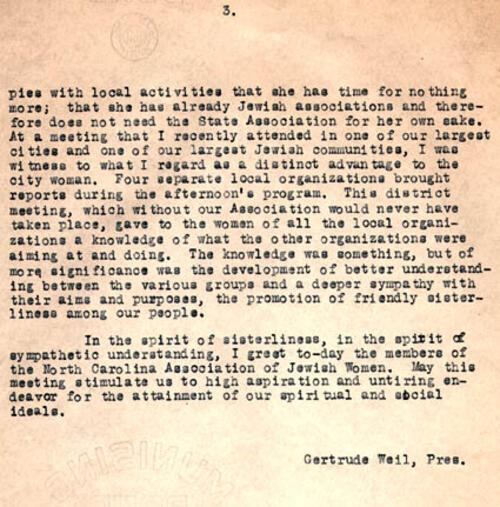 3.
pies with local activities that she has time for nothing
more; that she has already Jewish associations and there-
fore does not need the State Association for her own sake.
At a meeting that I recently attended in one of our largest
cities and one of our largest Jewish communities, I was
witness to what I regard as a distinct advantage to the
city woman. Four separate local organizations brought
reports during the afternoon's program. This district
meeting, which without our Association would never have
taken place, gave to the women of all the local organi-
zations a knowledge of what the other organizations were
aiming at and doing. The knowledge was something, but of
more significance was the development of better understand-
ing between the various groups and a deeper sympathy with
their aims and purposes, the promotion of friendly sister-
liness among our people.
In the spirit of sisterliness, in the spirit of
sympathetic understanding, I greet to-day the members of
the North Carolina Association of Jewish Women. May this
meeting stimulate us to high aspiration and untiring en-
deavor for the attainment of our spiritual and social
ideals.
Gertrude Weil, Pres.